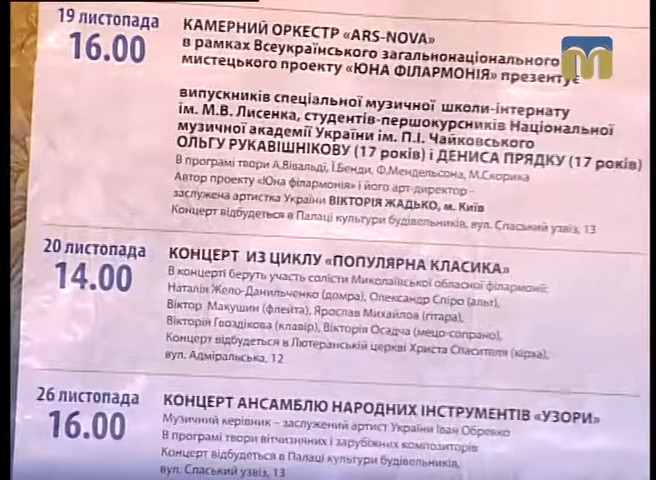 19 листопада
16.00
КАМЕРНИЙ ОРКЕСТР «ARS-NOVA»
в рамках Всеукраїнського загальнонаціонального
мистецького проекту «ЮНА ФІЛАРМОНІЯ» презентує
випускників спеціальної музичної школи-інтернату
ім. М.В. Лисенка, студентів-першокурсників Національної
музичної академії України ім. П.І. Чайковського
ОЛЬГУ РУКАВІШНІКОВУ (17 років) і ДЕНИСА ПРЯДКУ (17 років)
В програмі твори А.Вівальді, Ї.Бенди, Ф.Мендельсона, М.Скорика
Автор проекту «Юна філармонія» і його арт-директор –
заслужена артистка України ВІКТОРІЯ ЖАДЬКО, м. Київ
Концерт відбудеться в Палаці культури будівельників, вул. Спаський узвіз, 13
20 листопада
14.00
КОНЦЕРТ ИЗ ЦИКЛУ «ПОПУЛЯРНА КЛАСИКА»
В концерті беруть участь солісти Миколаївської обласної філармонії:
Наталія Жело-Данильченко (домра), Олександр Спіро (альт),
Віктор Макушин (флейта), Ярослав Михайлов (гітара),
Вікторія Гвоздікова (клавір), Вікторія Осадча (мецо-сопрано),
Концерт відбудеться в Лютеранській церкві Христа Спасителя (кірха),
вул. Адміральська, 12
26 листопада
16.00
КОНЦЕРТ АНСАМБЛЮ НАРОДНИХ ІНСТРУМЕНТІВ «УЗОРИ»
Музичний керівник – заслужений артист України Іван Обревко
В програмі твори вітчизняних і зарубіжних композиторів
Концерт відбудеться в Палаці культури будівельників,
вул. Спаський узвіз, 13